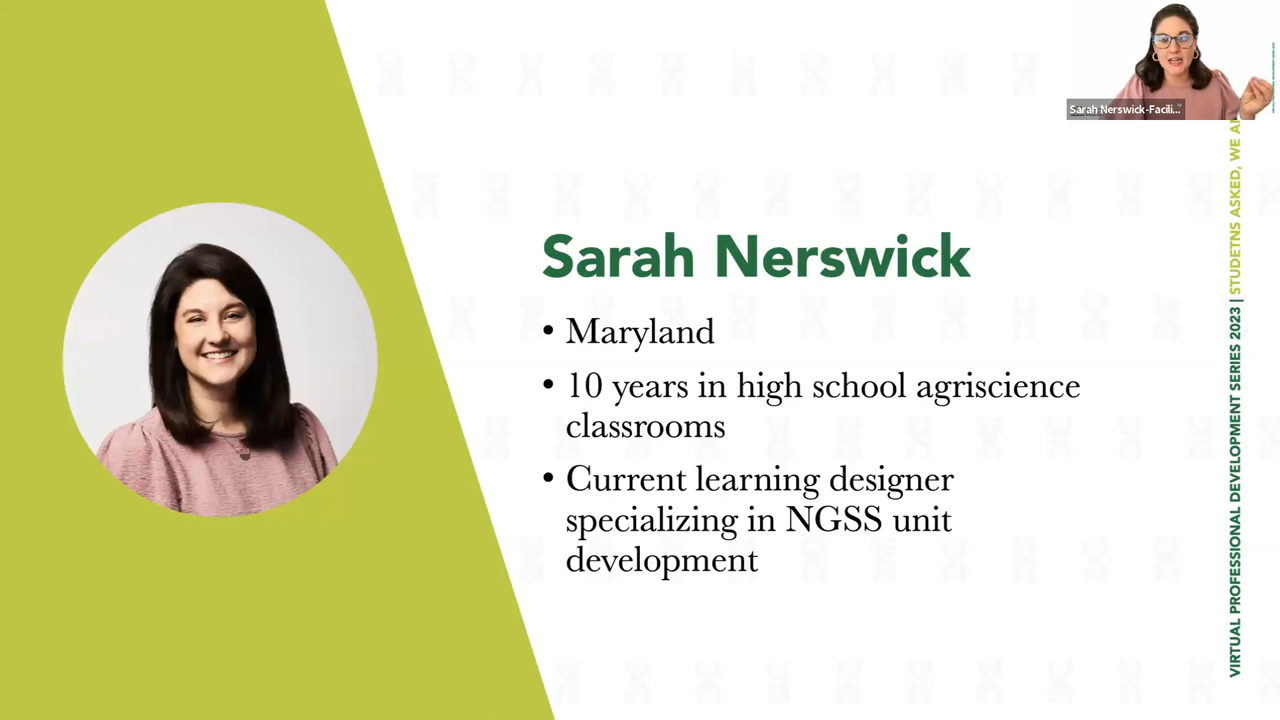 Sarah Nerswick-Facili...
Sarah Nerswick
• Maryland
• 10 years in high school agriscience
classrooms
• Current learning designer
specializing in NGSS unit
development
VIRTUAL PROFESSIONAL DEVELOPMENT SERIES 2023 | STUDETNS ASKED, WE